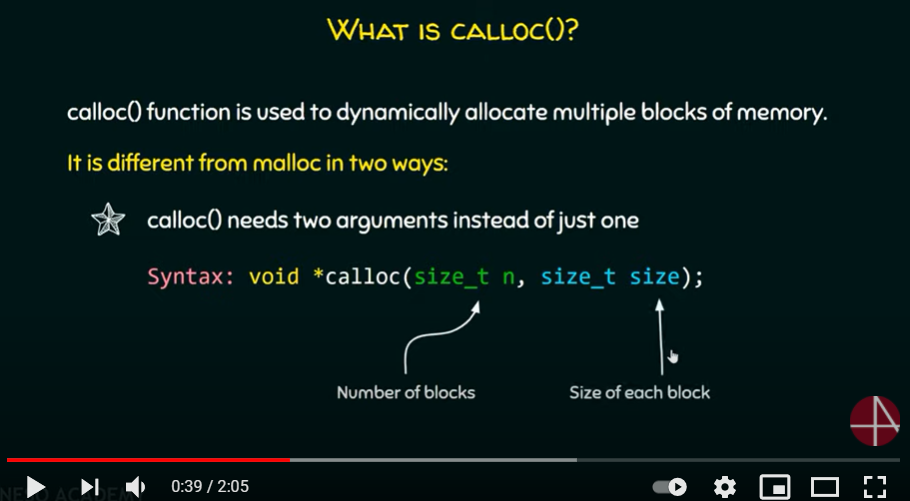 WHAT IS CALLOC()?
calloc() function is used to dynamically allocate multiple blocks of memory.
It is different from malloc in two ways:
calloc() needs two arguments instead of just one
Syntax: void *calloc(size_t n, size_t size);
Number of blocks
Size of each block
NESO ACADEMY
0:39 / 2:05